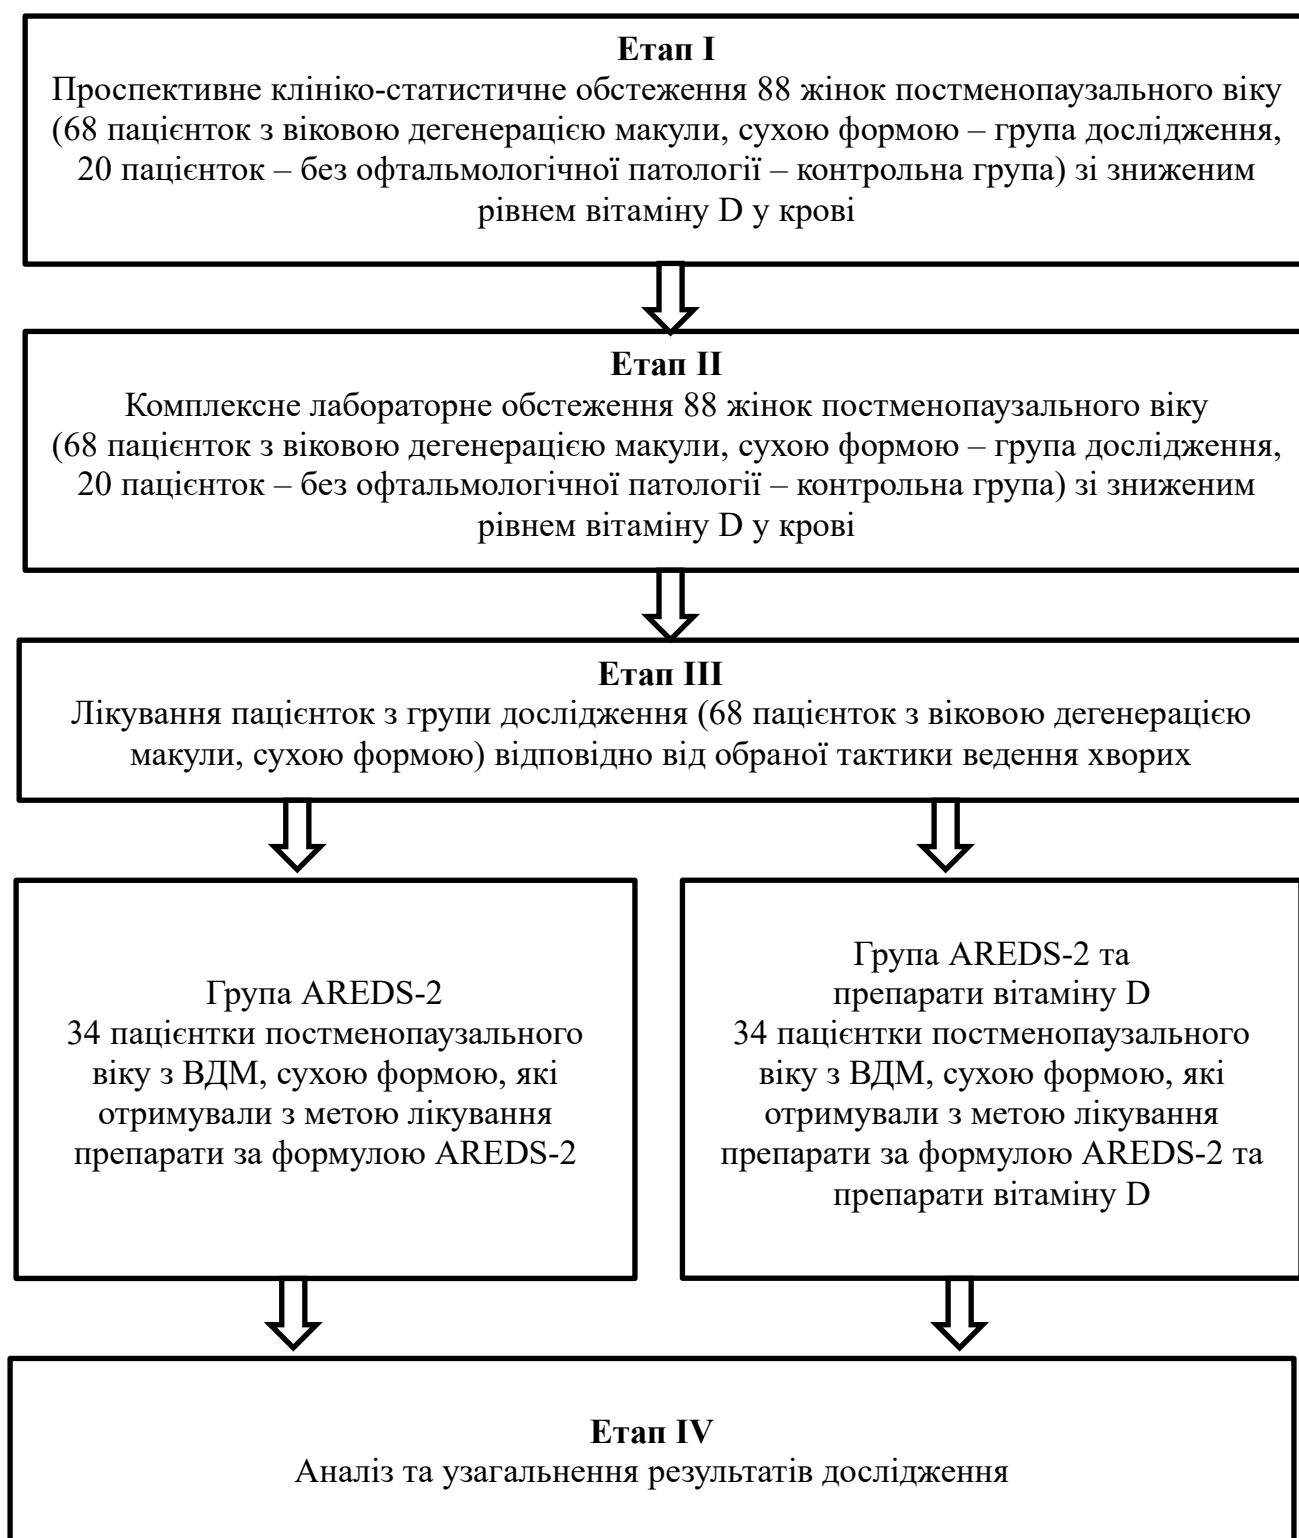 Етап I
Проспективне клініко-статистичне обстеження 88 жінок постменопаузального віку
(68 пацієнток з віковою дегенерацією макули, сухою формою – група дослідження,
20 пацієнток – без офтальмологічної патології – контрольна група) зі зниженим
рівнем вітаміну D у крові
Етап II
Комплексне лабораторне обстеження 88 жінок постменопаузального віку
(68 пацієнток з віковою дегенерацією макули, сухою формою – група дослідження,
20 пацієнток – без офтальмологічної патології – контрольна група) зі зниженим
рівнем вітаміну D у крові
Етап III
Лікування пацієнток з групи дослідження (68 пацієнток з віковою дегенерацією
макули, сухою формою) відповідно від обраної тактики ведення хворих
Група AREDS-2
34 пацієнтки постменопаузального
віку з ВДМ, сухою формою, які
отримували з метою лікування
препарати за формулою AREDS-2
Група AREDS-2 та
препарати вітаміну D
34 пацієнтки постменопаузального
віку з ВДМ, сухою формою, які
отримували з метою лікування
препарати за формулою AREDS-2 та
препарати вітаміну D
Етап IV
Аналіз та узагальнення результатів дослідження